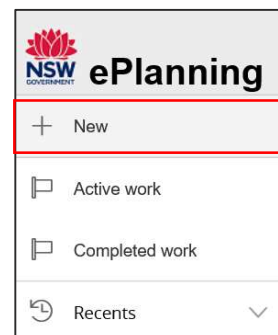 NSW
GOVERNMENT
ePlanning
New
Active work
Completed work
Recents